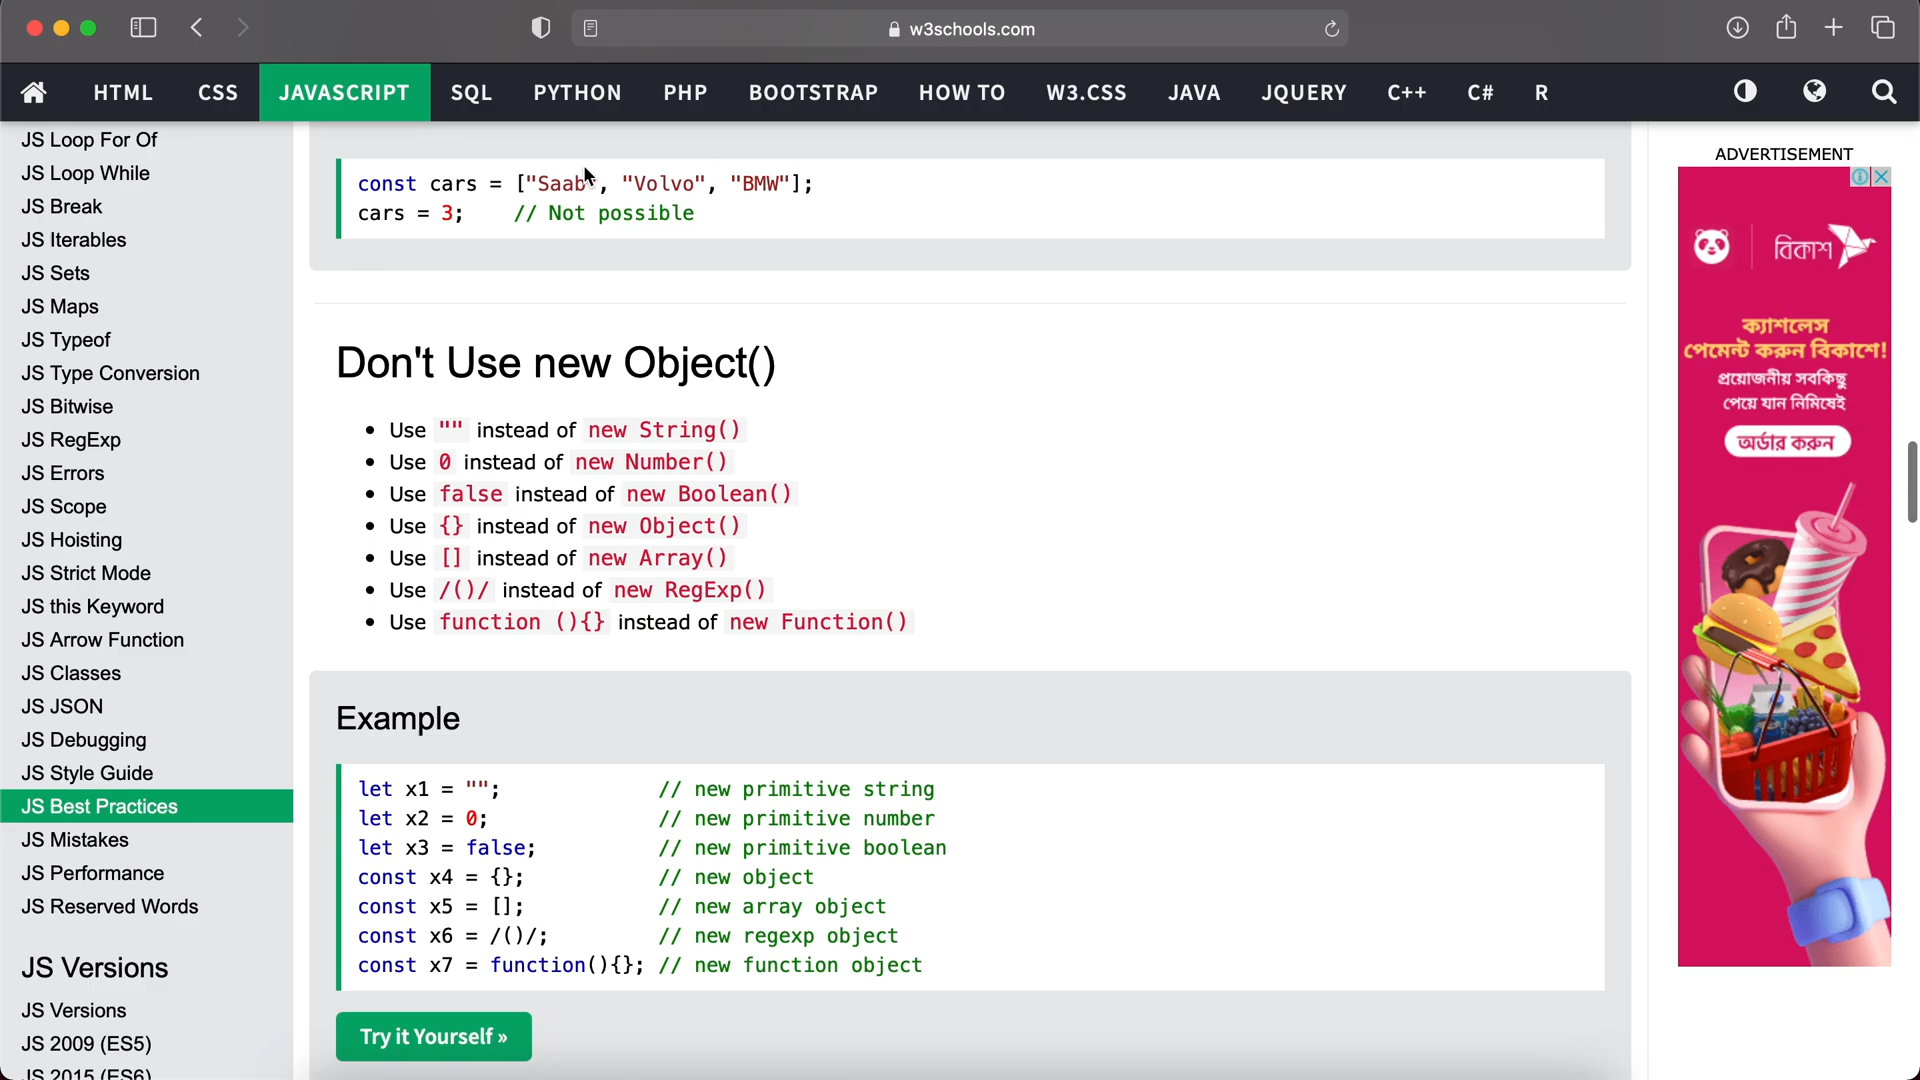 w3schools.com
HTML CSS JAVASCRIPT SQL PYTHON PHP BOOTSTRAP HOW TO W3.CSS JAVA JQUERY C++ C# R
JS Loop For Of
JS Loop While
JS Break
JS Iterables
JS Sets
JS Maps
JS Typeof
JS Type Conversion
JS Bitwise
JS RegExp
JS Errors
JS Scope
JS Hoisting
JS Strict Mode
JS this Keyword
JS Arrow Function
JS Classes
JS JSON
JS Debugging
JS Style Guide
JS Best Practices
JS Mistakes
JS Performance
JS Reserved Words
JS Versions
JS Versions
JS 2009 (ES5)
JS 2015 (ES6)
const cars = ["Saab", "Volvo", "BMW"];
cars = 3; // Not possible
Don't Use new Object()
• Use "" instead of new String()
• Use 0 instead of new Number()
• Use false instead of new Boolean()
• Use {} instead of new Object()
• Use [] instead of new Array()
• Use /()/ instead of new RegExp()
• Use function (){} instead of new Function()
Example
let x1 = ""; // new primitive string
let x2 = 0; // new primitive number
let x3 = false; // new primitive boolean
const x4 = {}; // new object
const x5 = []; // new array object
const x6 = /()/; // new regexp object
const x7 = function(){}; // new function object
Try it Yourself »
ADVERTISEMENT
বিকাশ
ক্যাশলেস
পেমেন্ট করুন বিকাশে!
প্রয়োজনীয় সবকিছু
পেয়ে যান নিমিষেই
অর্ডার করুন